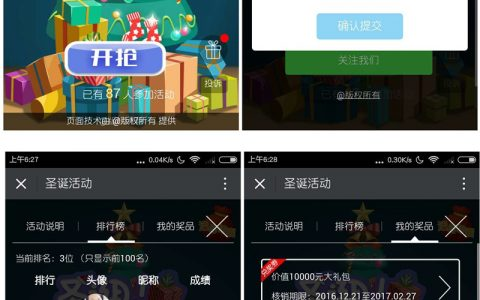 开抢
投诉
已有 87 人参加活动
页面技术由 @版权所有 提供
确认提交
关注我们
@版权所有
上午6:27
0.04K/s
圣诞活动
活动说明
排行榜
我的奖品
当前排名：3位 （只显示前100名）
排行 头像 昵称 成绩
上午6:28
0.30K/s
圣诞活动
活动说明
排行榜
我的奖品
价值10000元大礼包
核销期限：2016.12.21至2017.02.27